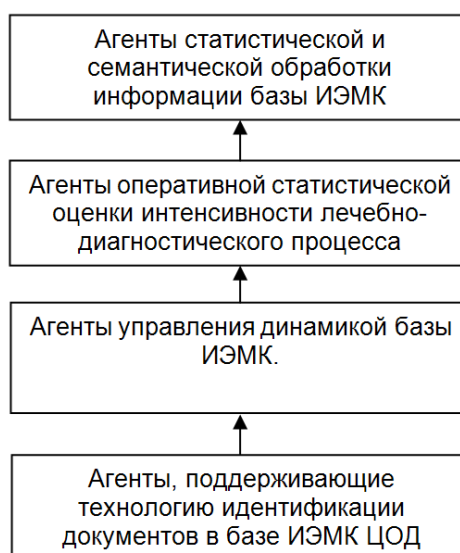 Агенты статистической и
семантической обработки
информации базы ИЭМК
Агенты оперативной статистической
оценки интенсивности лечебно-
диагностического процесса
Агенты управления динамикой базы
ИЭМК.
Агенты, поддерживающие
технологию идентификации
документов в базе ИЭМК ЦОД